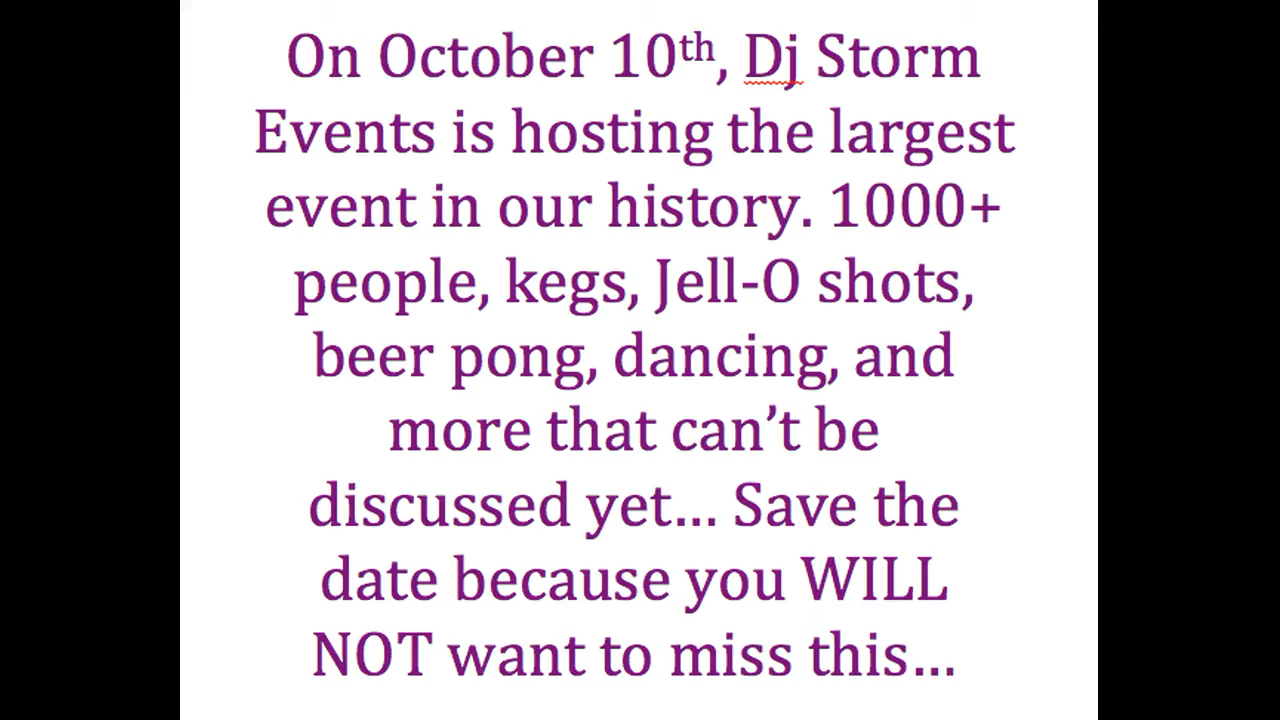 On October 10th, Dj Storm
Events is hosting the largest
event in our history. 1000+
people, kegs, Jell-O shots,
beer pong, dancing, and
more that can’t be
discussed yet... Save the
date because you WILL
NOT want to miss this...